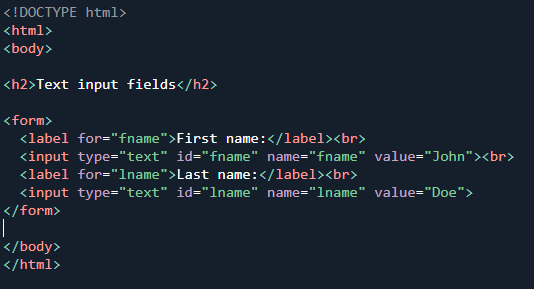 <!DOCTYPE html>
<html>
<body>

<h2>Text input fields</h2>

<form>
  <label for="fname">First name:</label><br>
  <input type="text" id="fname" name="fname" value="John"><br>
  <label for="lname">Last name:</label><br>
  <input type="text" id="lname" name="lname" value="Doe">
</form>

</body>
</html>